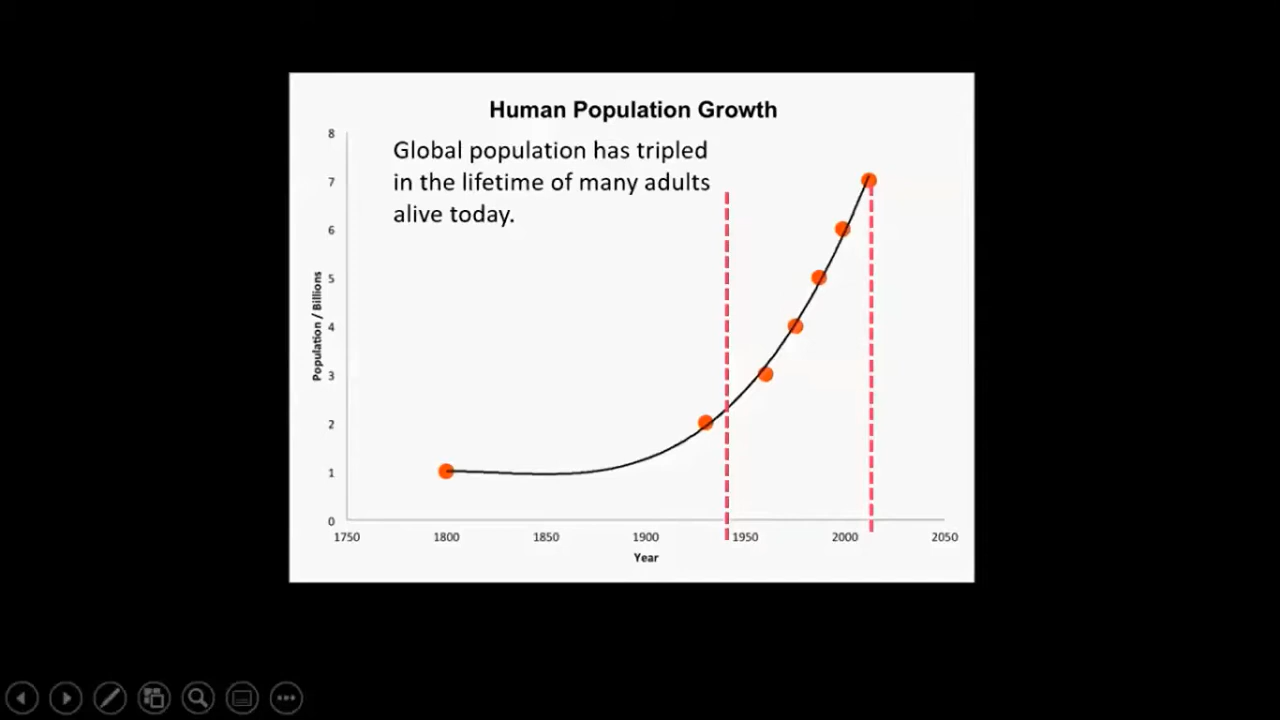 Human Population Growth
Global population has tripled
in the lifetime of many adults
alive today.
8
7
6
5
4
3
2
1
0
Population / Billions
1750 1800 1850 1900 1950 2000 2050
Year